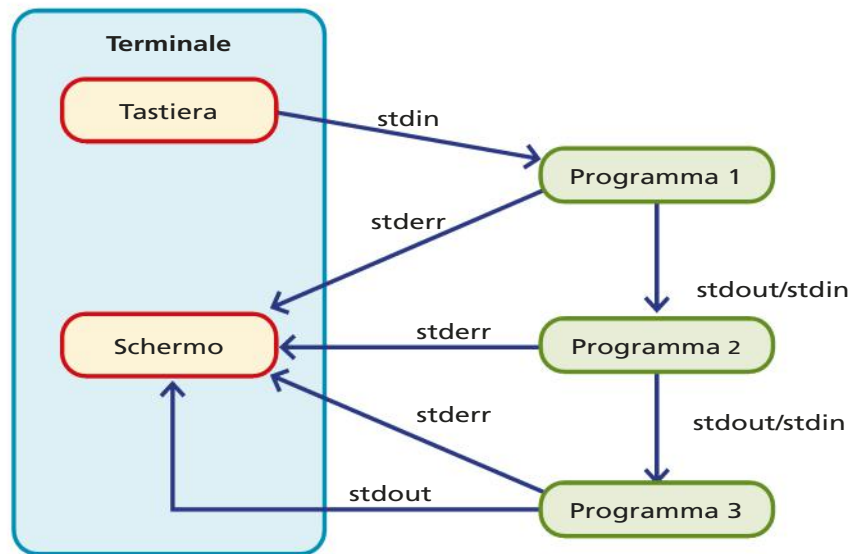 Terminale
Tastiera
stdin
Programma 1
stderr
stdout/stdin
Schermo
stderr
Programma 2
stderr
stdout/stdin
stdout
Programma 3